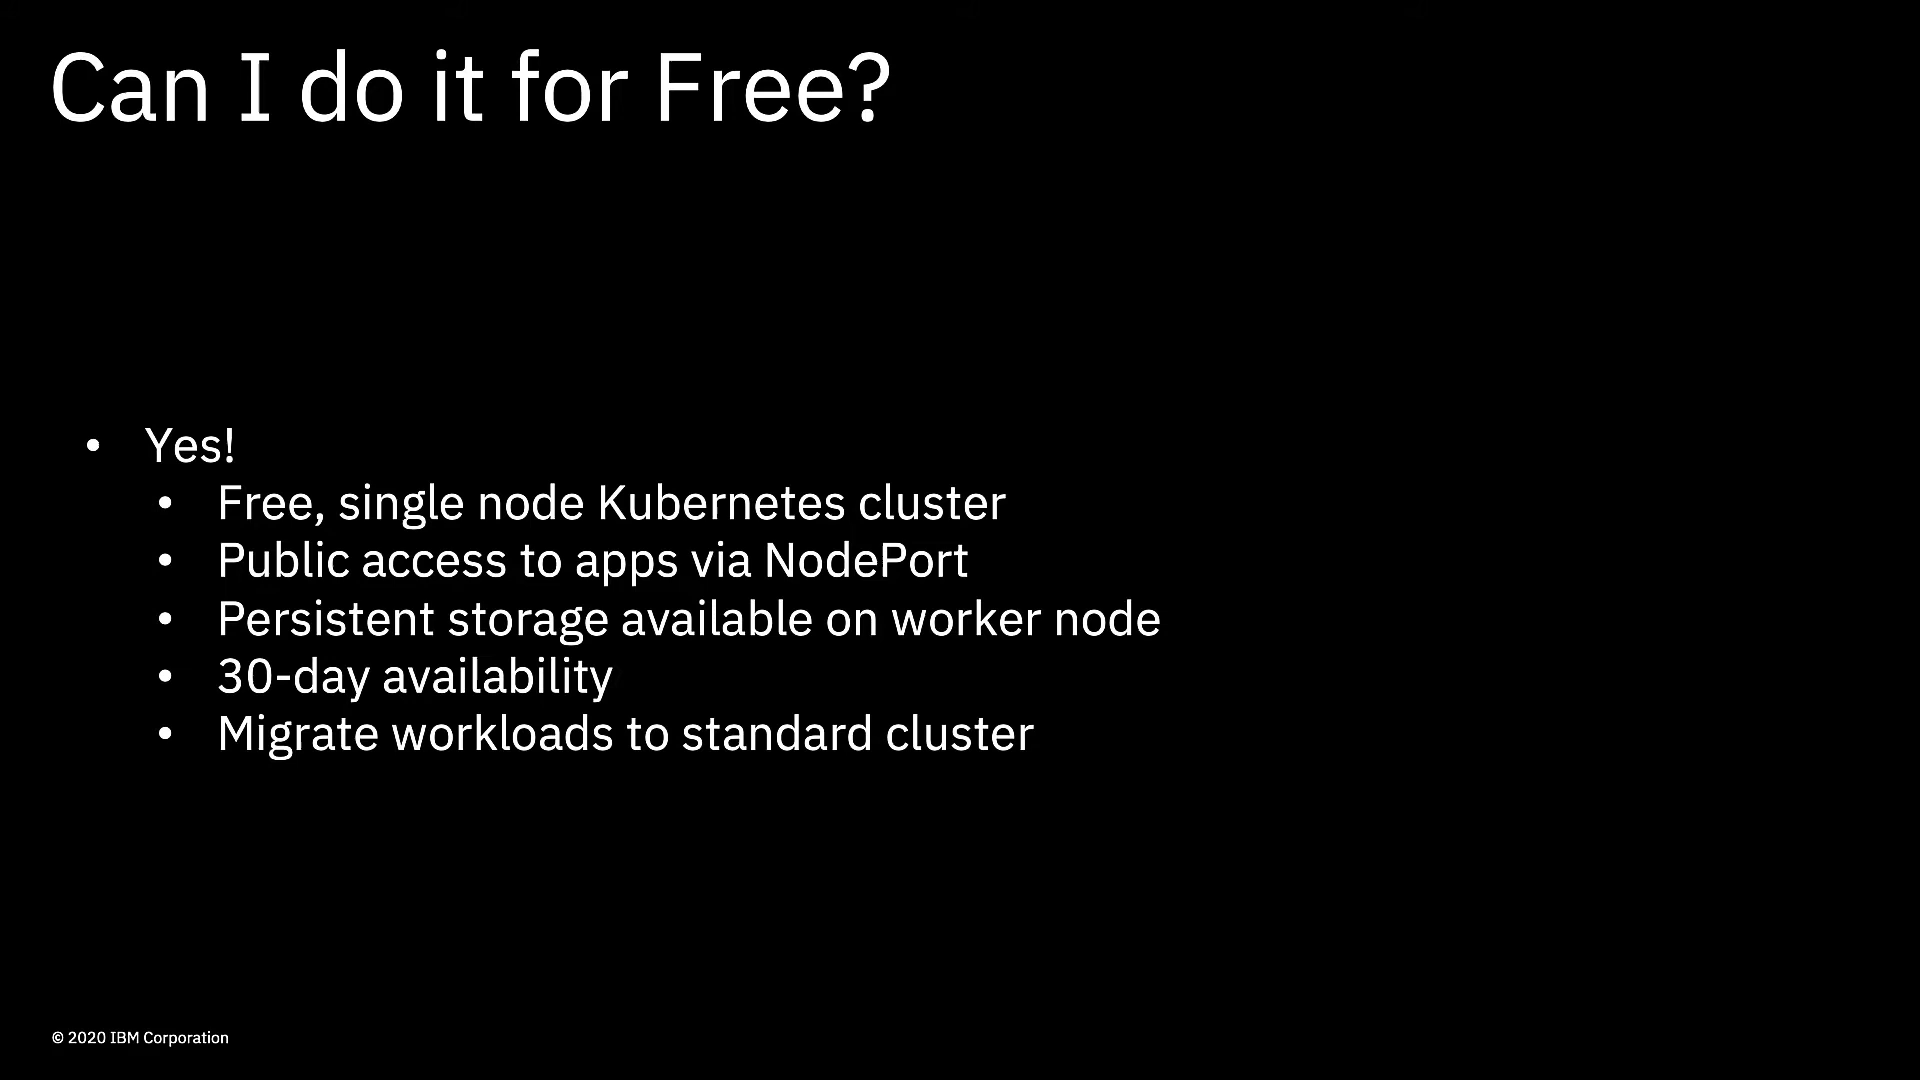 Can I do it for Free?
• Yes!
• Free, single node Kubernetes cluster
• Public access to apps via NodePort
• Persistent storage available on worker node
• 30-day availability
• Migrate workloads to standard cluster
© 2020 IBM Corporation